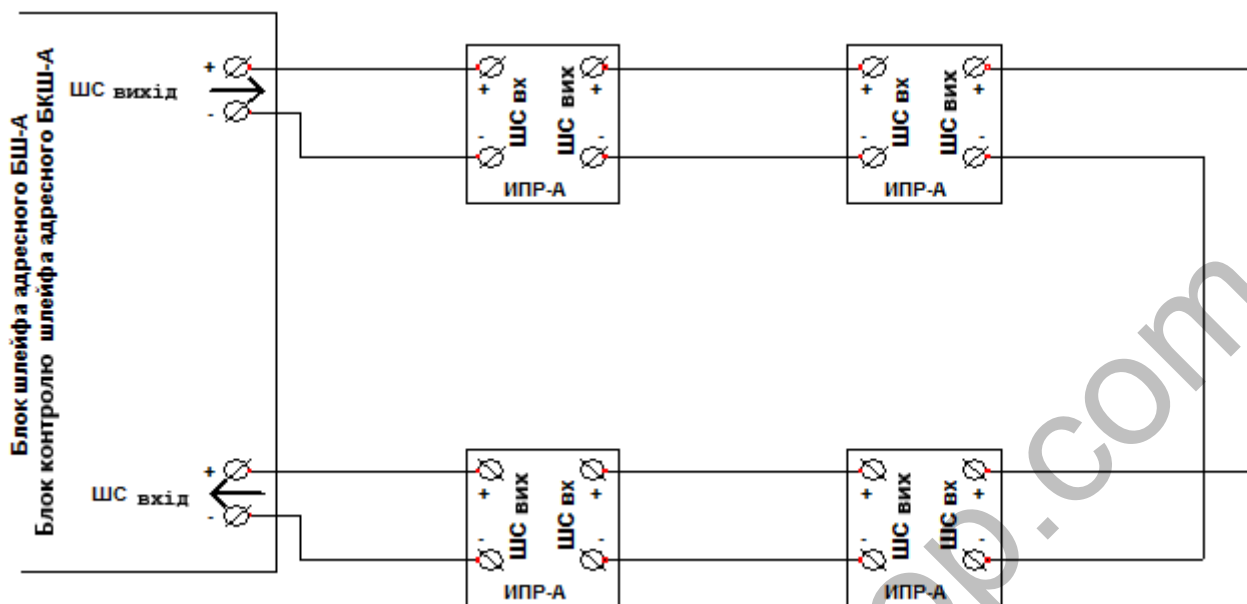 Блок шлейфа адресного БШ-А
Блок контролю шлейфа адресного БКШ-А
ШС вихід
+
-
ШС вх
+
-
ШС вих
+
-
ИПР-А
ШС вх
+
-
ШС вих
+
-
ИПР-А
ШС вхід
+
-
ШС вих
+
-
ШС вх
+
-
ИПР-А
ШС вих
+
-
ШС вх
+
-
ИПР-А